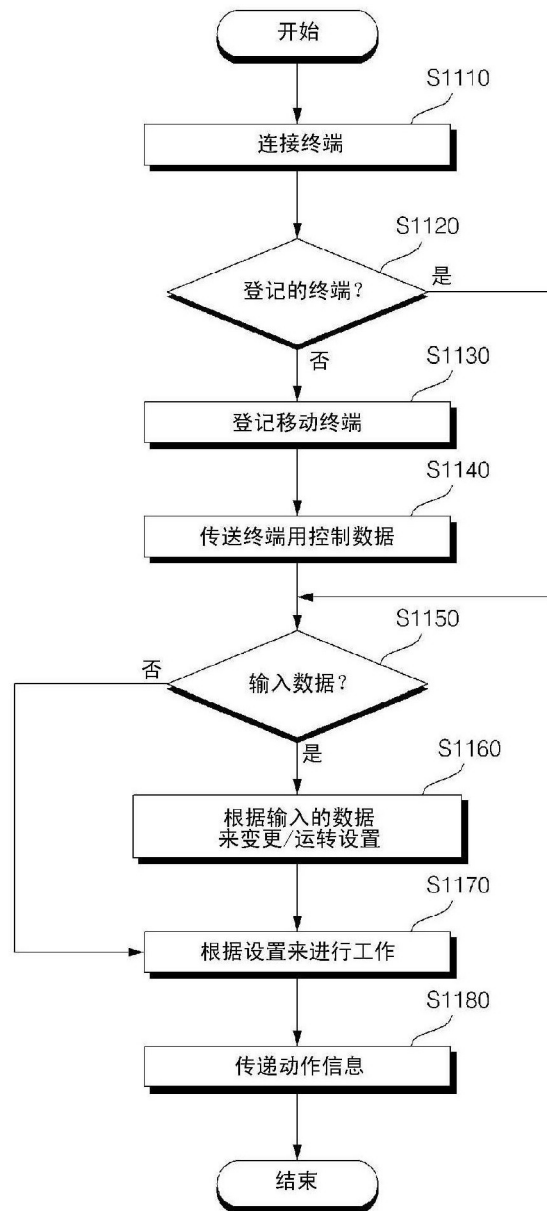 开始
S1110
连接终端
S1120
登记的终端?
是
否
S1130
登记移动终端
S1140
传送终端用控制数据
S1150
输入数据?
否
是
S1160
根据输入的数据
来变更/运转设置
S1170
根据设置来进行工作
S1180
传递动作信息
结束